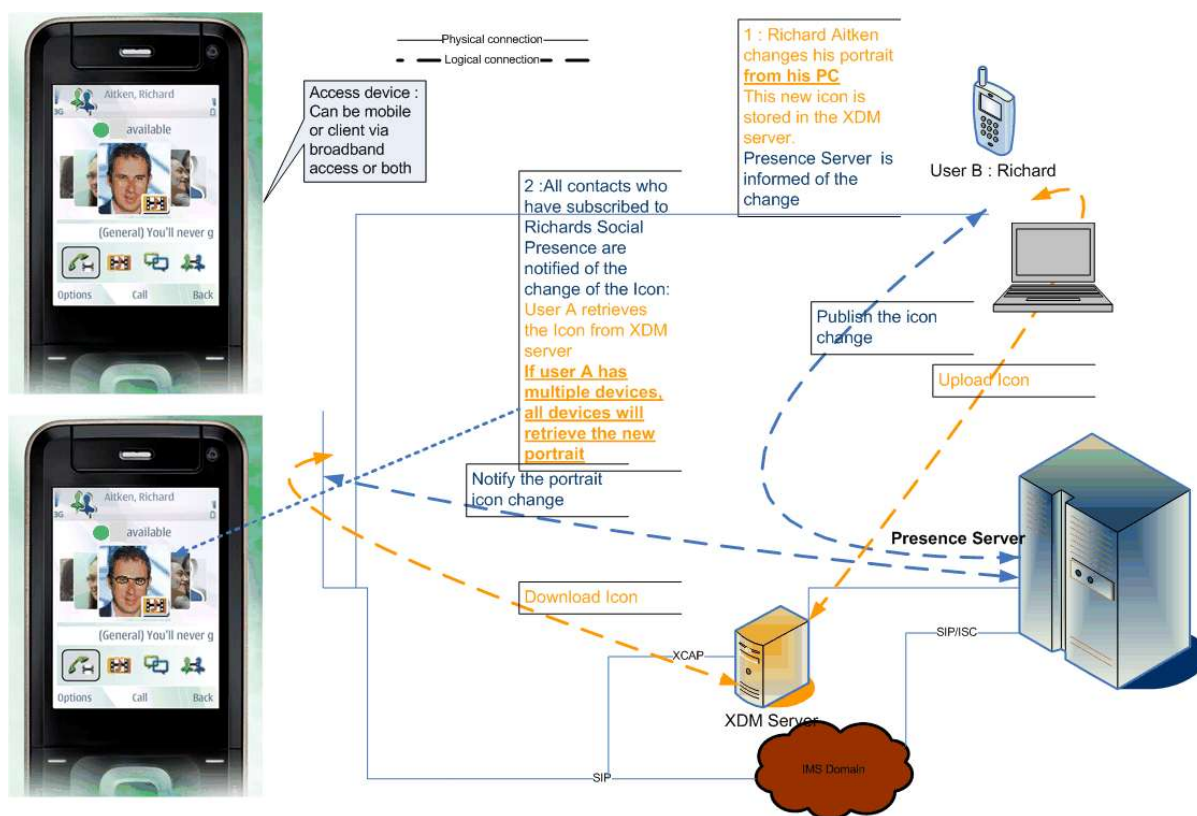 Aitken, Richard
3G
available
(General) You'll never g
Options Call Back
Access device :
Can be mobile
or client via
broadband
access or both
Physical connection
Logical connection
1 : Richard Aitken
changes his portrait
from his PC
This new icon is
stored in the XDM
server.
Presence Server is
informed of the
change
User B : Richard
2 :All contacts who
have subscribed to
Richards Social
Presence are
notified of the
change of the Icon:
User A retrieves
the Icon from XDM
server
If user A has
multiple devices,
all devices will
retrieve the new
portrait
Publish the icon
change
Upload Icon
Notify the portrait
icon change
Presence Server
Download Icon
XCAP
SIP/ISC
XDM Server
IMS Domain
SIP
Aitken, Richard
3G
available
(General) You'll never g
Options Call Back